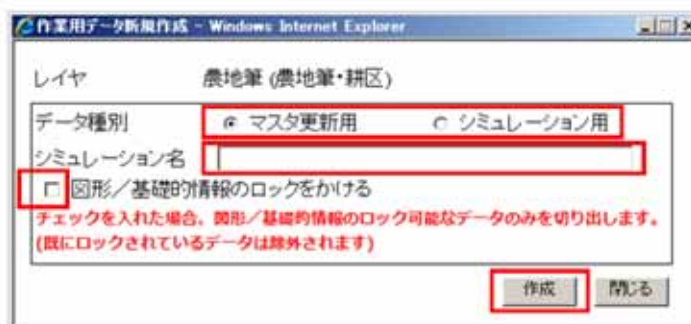 作業用データ新規作成 - Windows Internet Explorer
レイヤ 農地筆 (農地筆・耕区)
データ種別 マスタ更新用 シミュレーション用
シミュレーション名
図形／基礎的情報のロックをかける
チェックを入れた場合、図形／基礎的情報のロック可能なデータのみを切り出します。
(既にロックされているデータは除外されます)
作成 閉じる